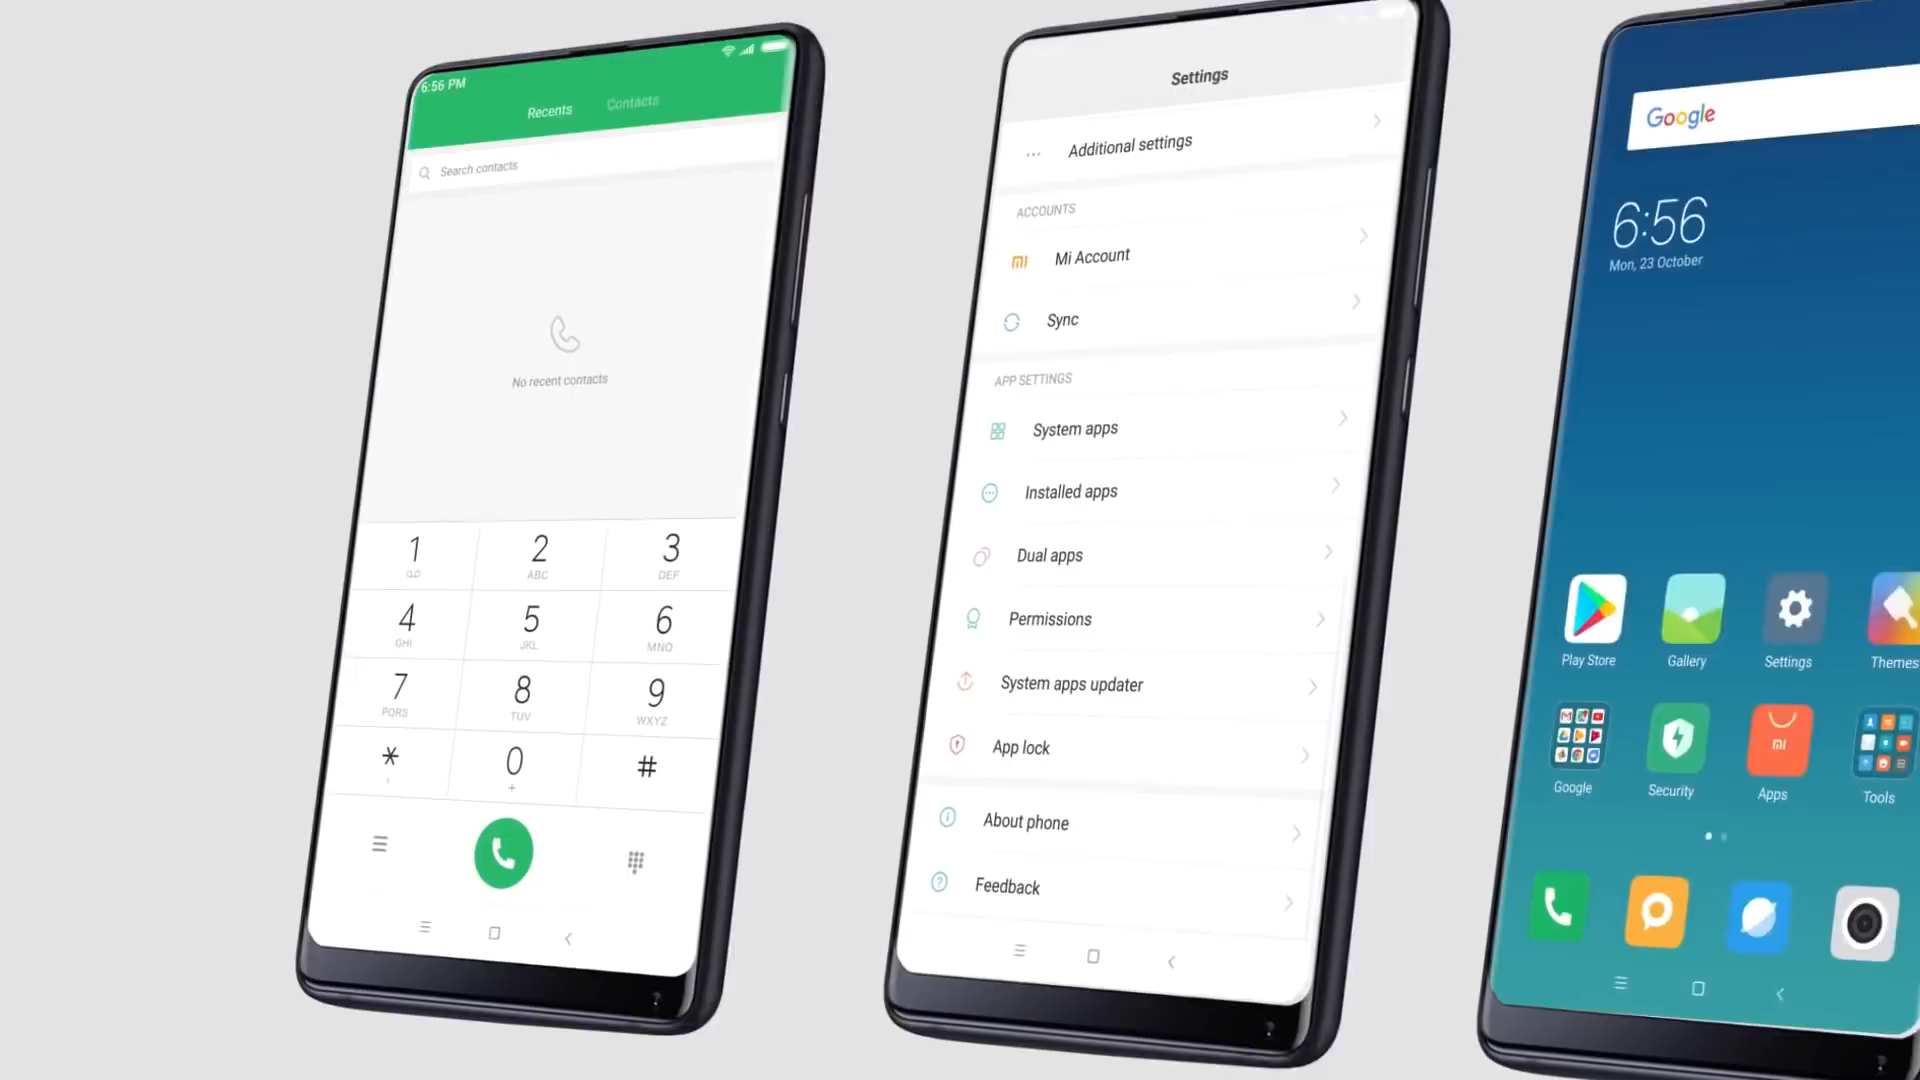 6:56 PM
Recents
Contacts
Search contacts
No recent contacts
1
2
ABC
3
DEF
4
GHI
5
JKL
6
MNO
7
PQRS
8
TUV
9
WXYZ
*
,
0
+
#
Settings
Additional settings
ACCOUNTS
mi
Mi Account
Sync
APP SETTINGS
System apps
Installed apps
Dual apps
Permissions
System apps updater
App lock
About phone
Feedback
Google
6:56
Mon, 23 October
Play Store
Gallery
Settings
Themes
mi
Google
Security
Apps
Tools